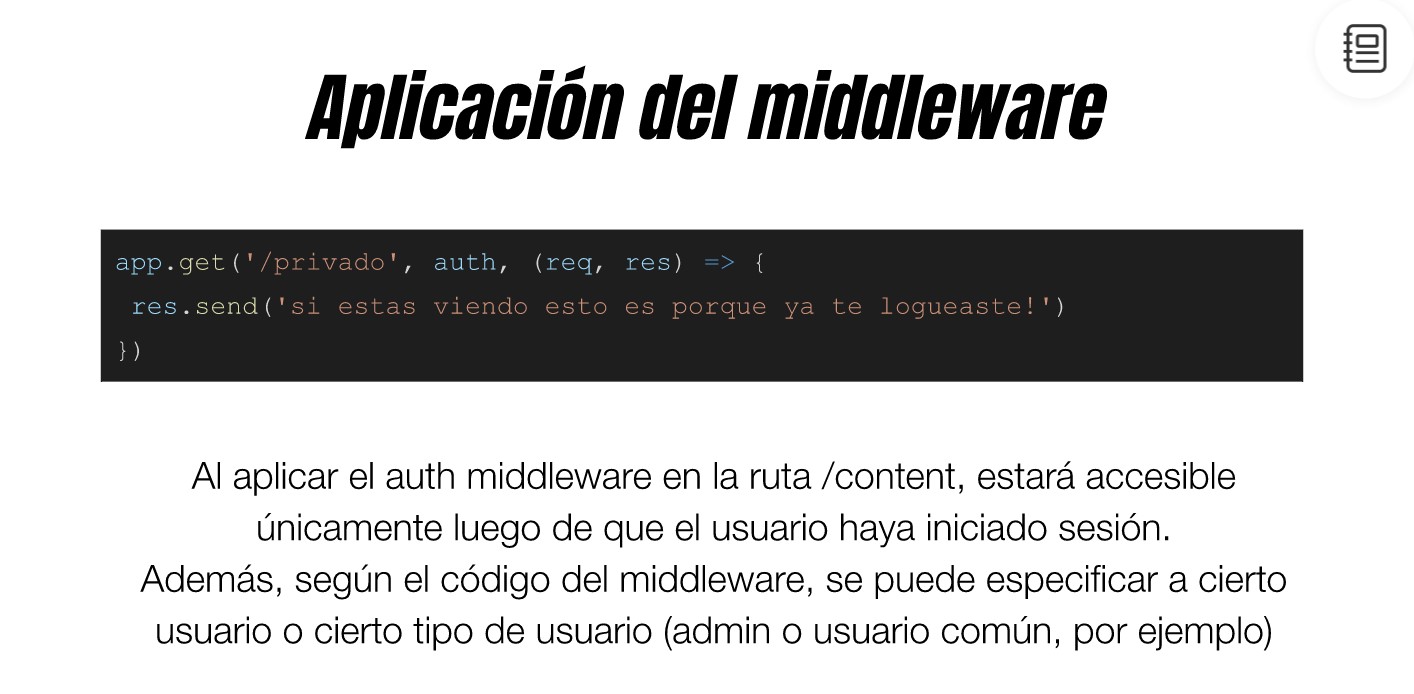 Aplicación del middleware
app.get('/privado', auth, (req, res) => {
 res.send('si estas viendo esto es porque ya te logueaste!')
})
Al aplicar el auth middleware en la ruta /content, estará accesible
únicamente luego de que el usuario haya iniciado sesión.
Además, según el código del middleware, se puede especificar a cierto
usuario o cierto tipo de usuario (admin o usuario común, por ejemplo)